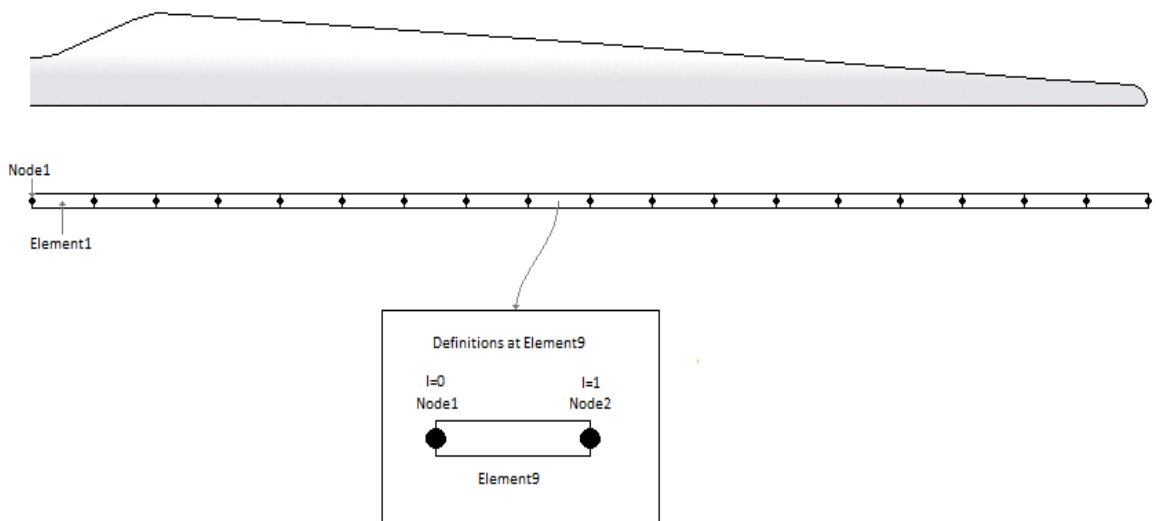 Node1
Element1
Definitions at Element9
I=0 I=1
Node1 Node2
Element9